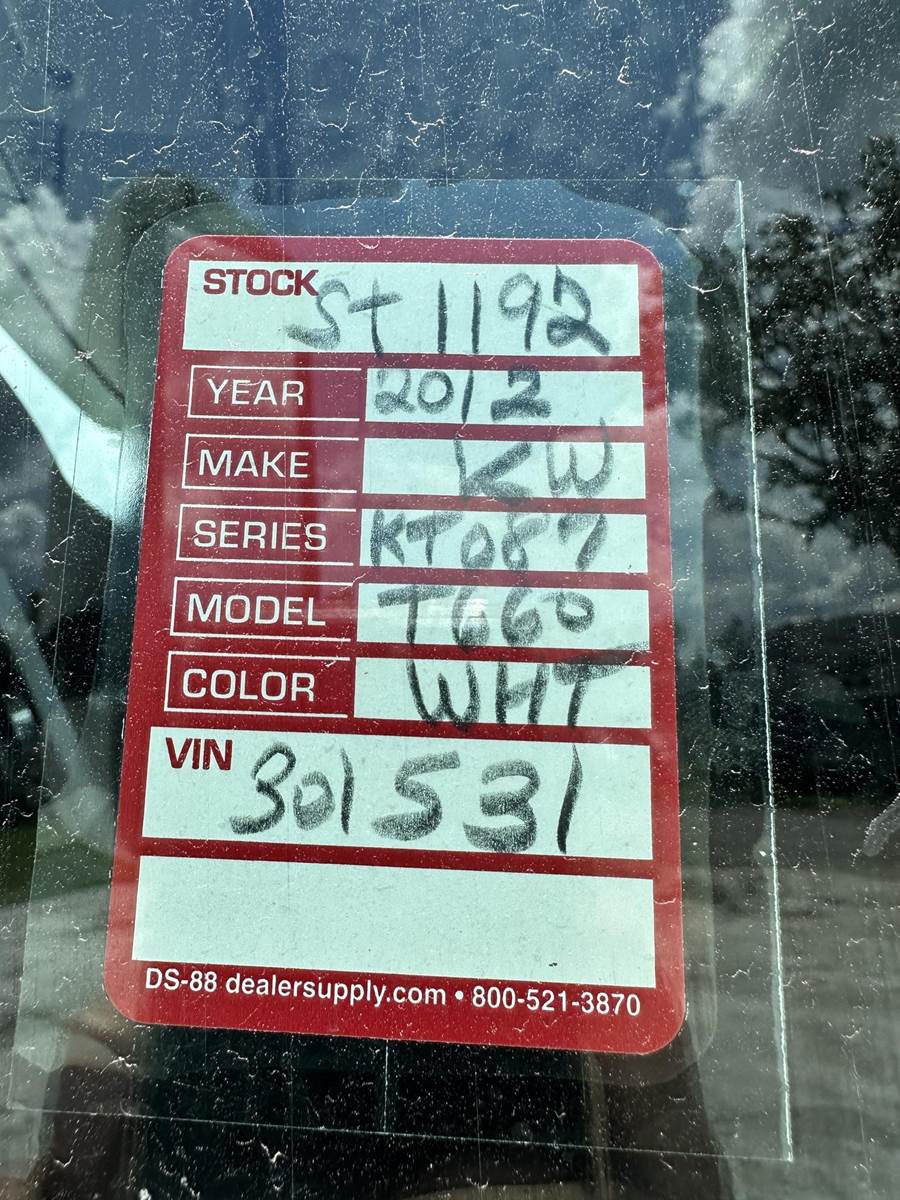 STOCK St 1192
YEAR 2012
MAKE KW
SERIES KT087
MODEL T660
COLOR WHT
VIN 301531
DS-88 dealersupply.com • 800-521-3870